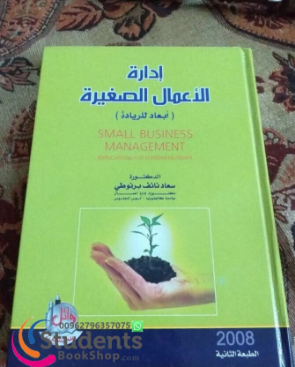 إدارة
الأعمال الصغيرة
( أبعاد للريادة )
SMALL BUSINESS
MANAGEMENT
الدكتورة
سعاد نائف برنوطي
00962796357075
Students
BookShop.com
2008
الطبعة الثانية